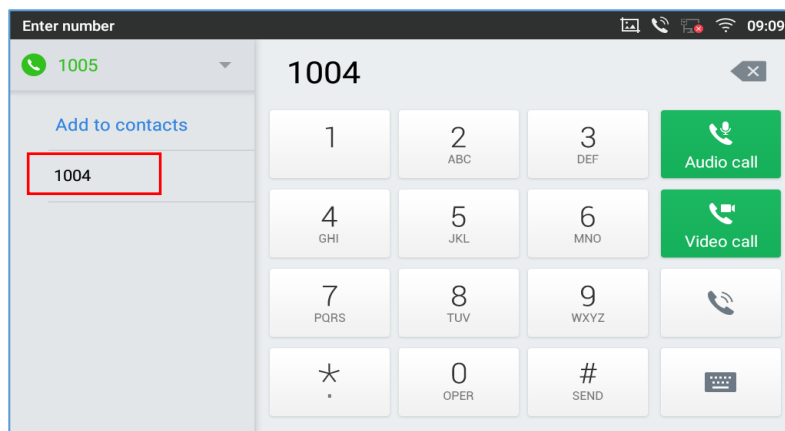 Enter number
09:09
1005
1004
Add to contacts
1004
1
2
ABC
3
DEF
Audio call
4
GHI
5
JKL
6
MNO
Video call
7
PQRS
8
TUV
9
WXYZ
*
.
0
OPER
#
SEND